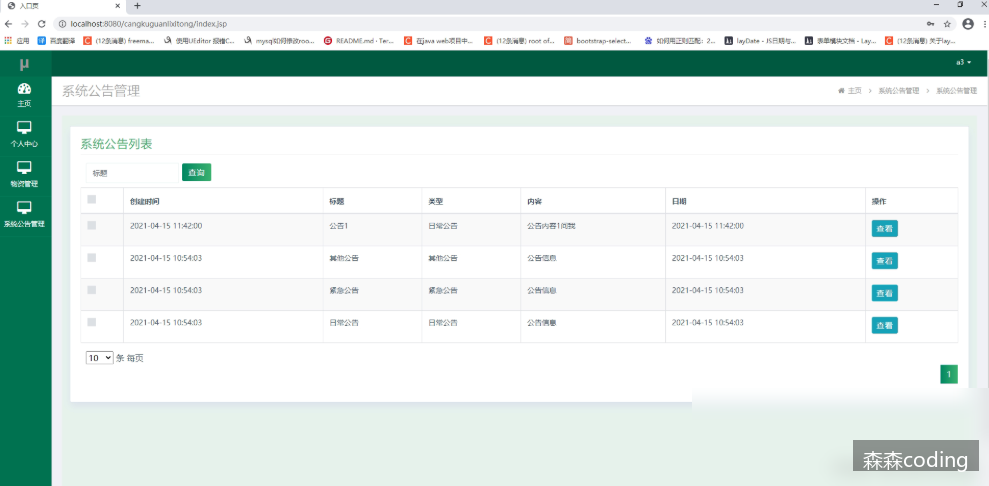 入口页
localhost:8080/cangkuguanlixitong/index.jsp
应用 百度翻译 (12条消息) freema... 使用UEditor 报错C... mysql如何修改roo... README.md · Ter... 在java web项目中... (12条消息) root of... bootstrap-select... 如何用正则匹配：2... layDate - JS日期与... 表单模块文档 - Lay... (12条消息) 关于lay...
μ
a3
主页
个人中心
物资管理
系统公告管理
系统公告管理
主页 > 系统公告管理 > 系统公告管理
系统公告列表
标题 查询
创建时间 标题 类型 内容 日期 操作
2021-04-15 11:42:00 公告1 日常公告 公告内容1问我 2021-04-15 11:42:00 查看
2021-04-15 10:54:03 其他公告 其他公告 公告信息 2021-04-15 10:54:03 查看
2021-04-15 10:54:03 紧急公告 紧急公告 公告信息 2021-04-15 10:54:03 查看
2021-04-15 10:54:03 日常公告 日常公告 公告信息 2021-04-15 10:54:03 查看
10 条 每页
1
森森coding